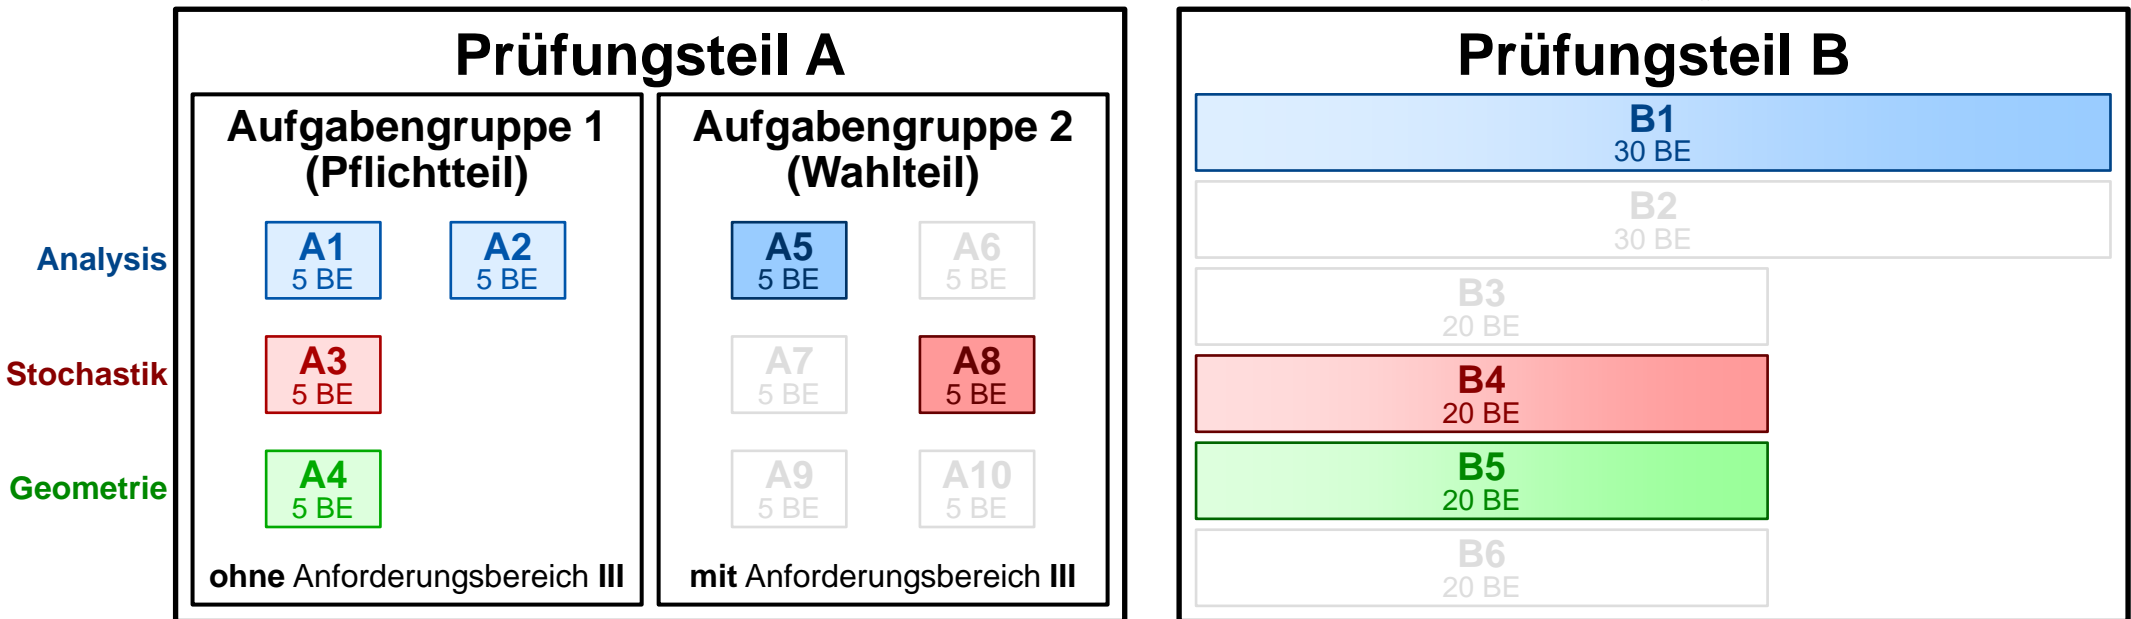 Prüfungsteil A
Aufgabengruppe 1
(Pflichtteil)
Aufgabengruppe 2
(Wahlteil)
Analysis
A1
5 BE
A2
5 BE
A5
5 BE
A6
5 BE
Stochastik
A3
5 BE
A7
5 BE
A8
5 BE
Geometrie
A4
5 BE
A9
5 BE
A10
5 BE
ohne Anforderungsbereich III
mit Anforderungsbereich III
Prüfungsteil B
B1
30 BE
B2
30 BE
B3
20 BE
B4
20 BE
B5
20 BE
B6
20 BE